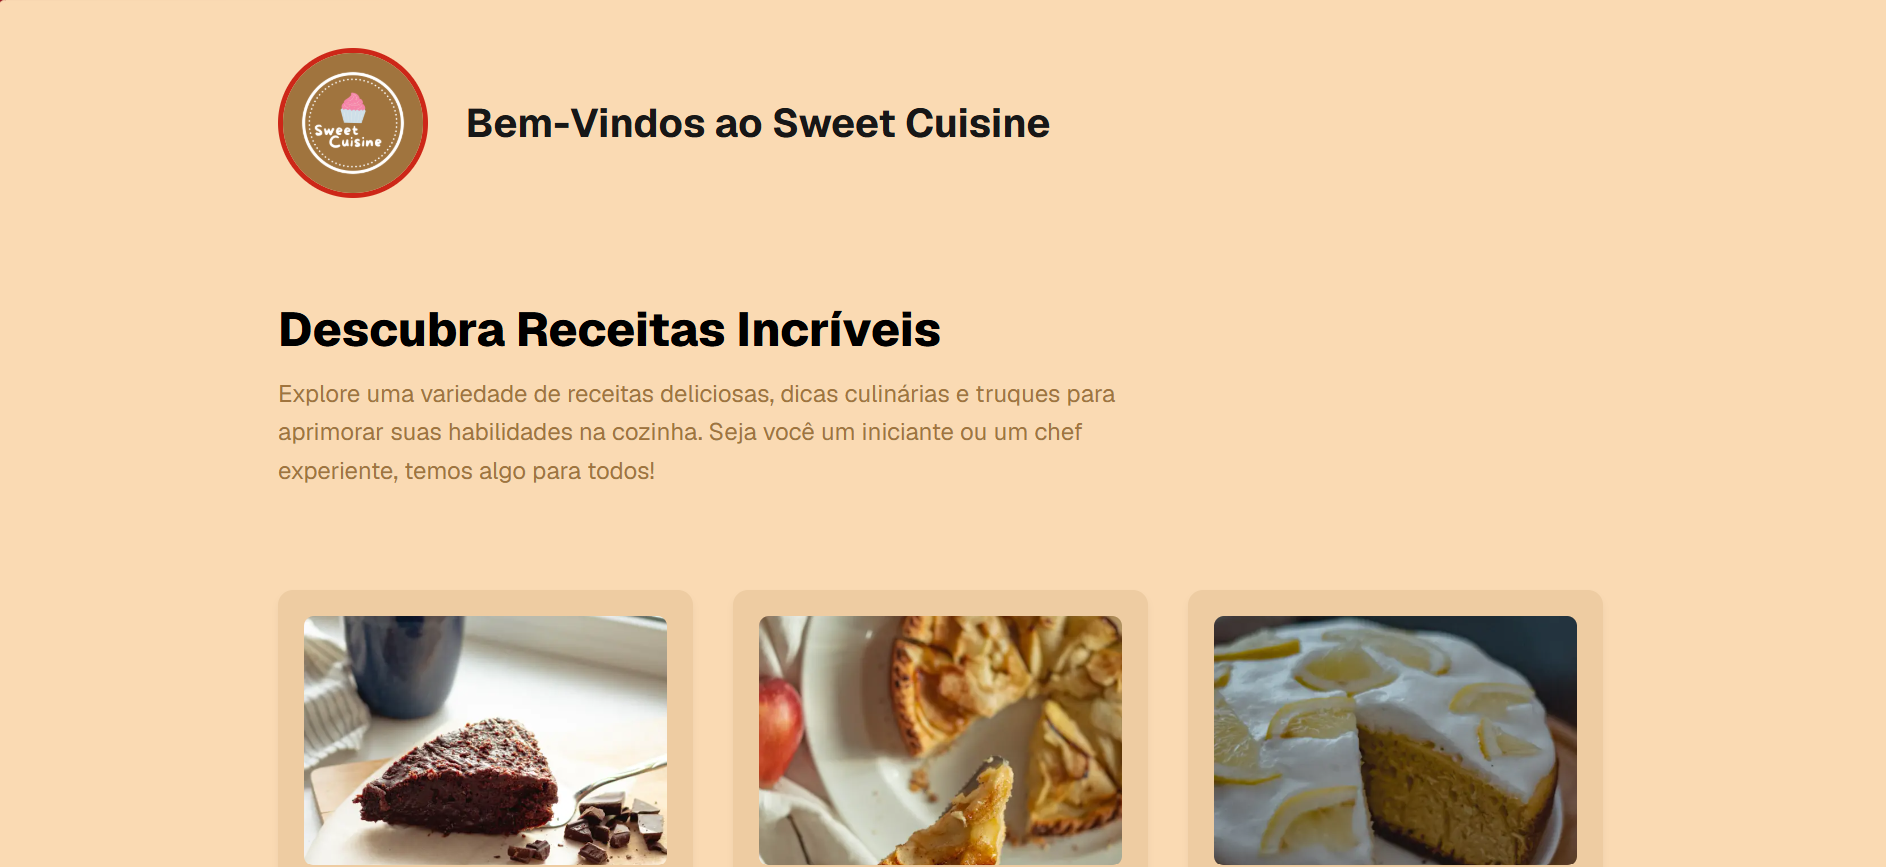 Sweet
Cuisine
Bem-Vindos ao Sweet Cuisine
Descubra Receitas Incríveis
Explore uma variedade de receitas deliciosas, dicas culinárias e truques para
aprimorar suas habilidades na cozinha. Seja você um iniciante ou um chef
experiente, temos algo para todos!